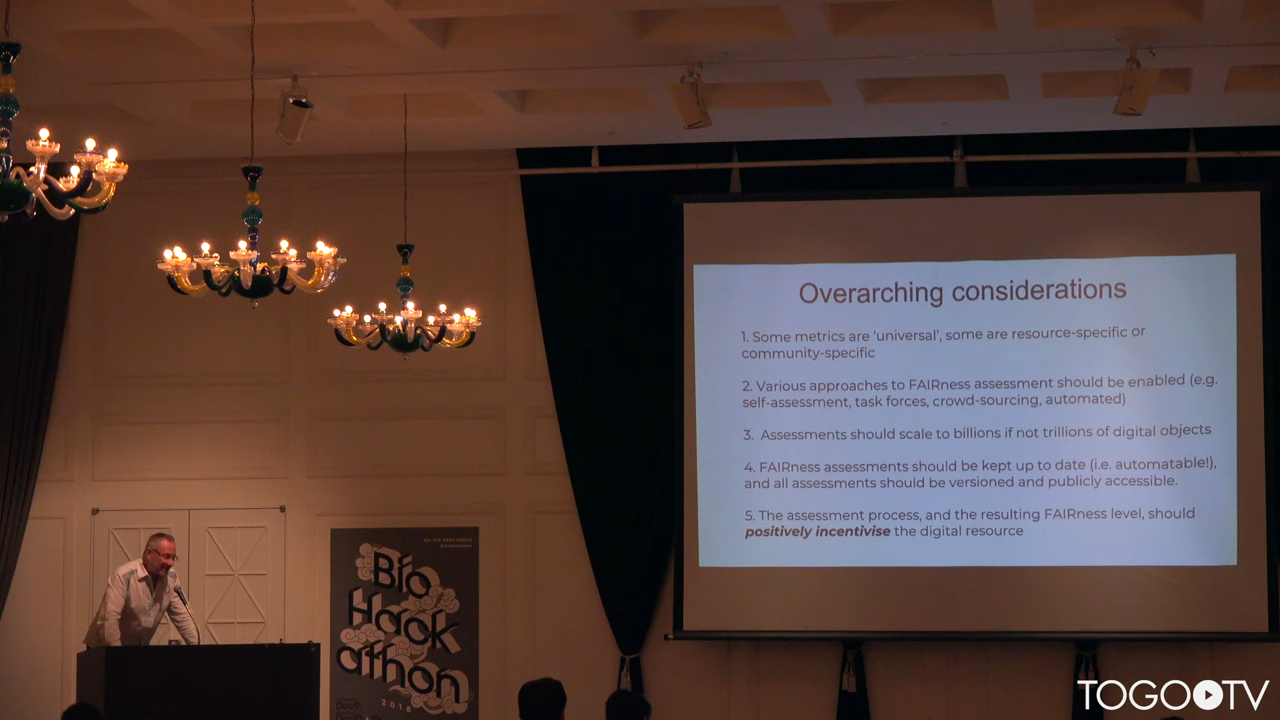 Overarching considerations
1. Some metrics are 'universal', some are resource-specific or
community-specific
2. Various approaches to FAIRness assessment should be enabled (e.g.
self-assessment, task forces, crowd-sourcing, automated)
3. Assessments should scale to billions if not trillions of digital objects
4. FAIRness assessments should be kept up to date (i.e. automatable!),
and all assessments should be versioned and publicly accessible.
5. The assessment process, and the resulting FAIRness level, should
positively incentivise the digital resource
Bio
Hack
athon
2018
TOGOTV